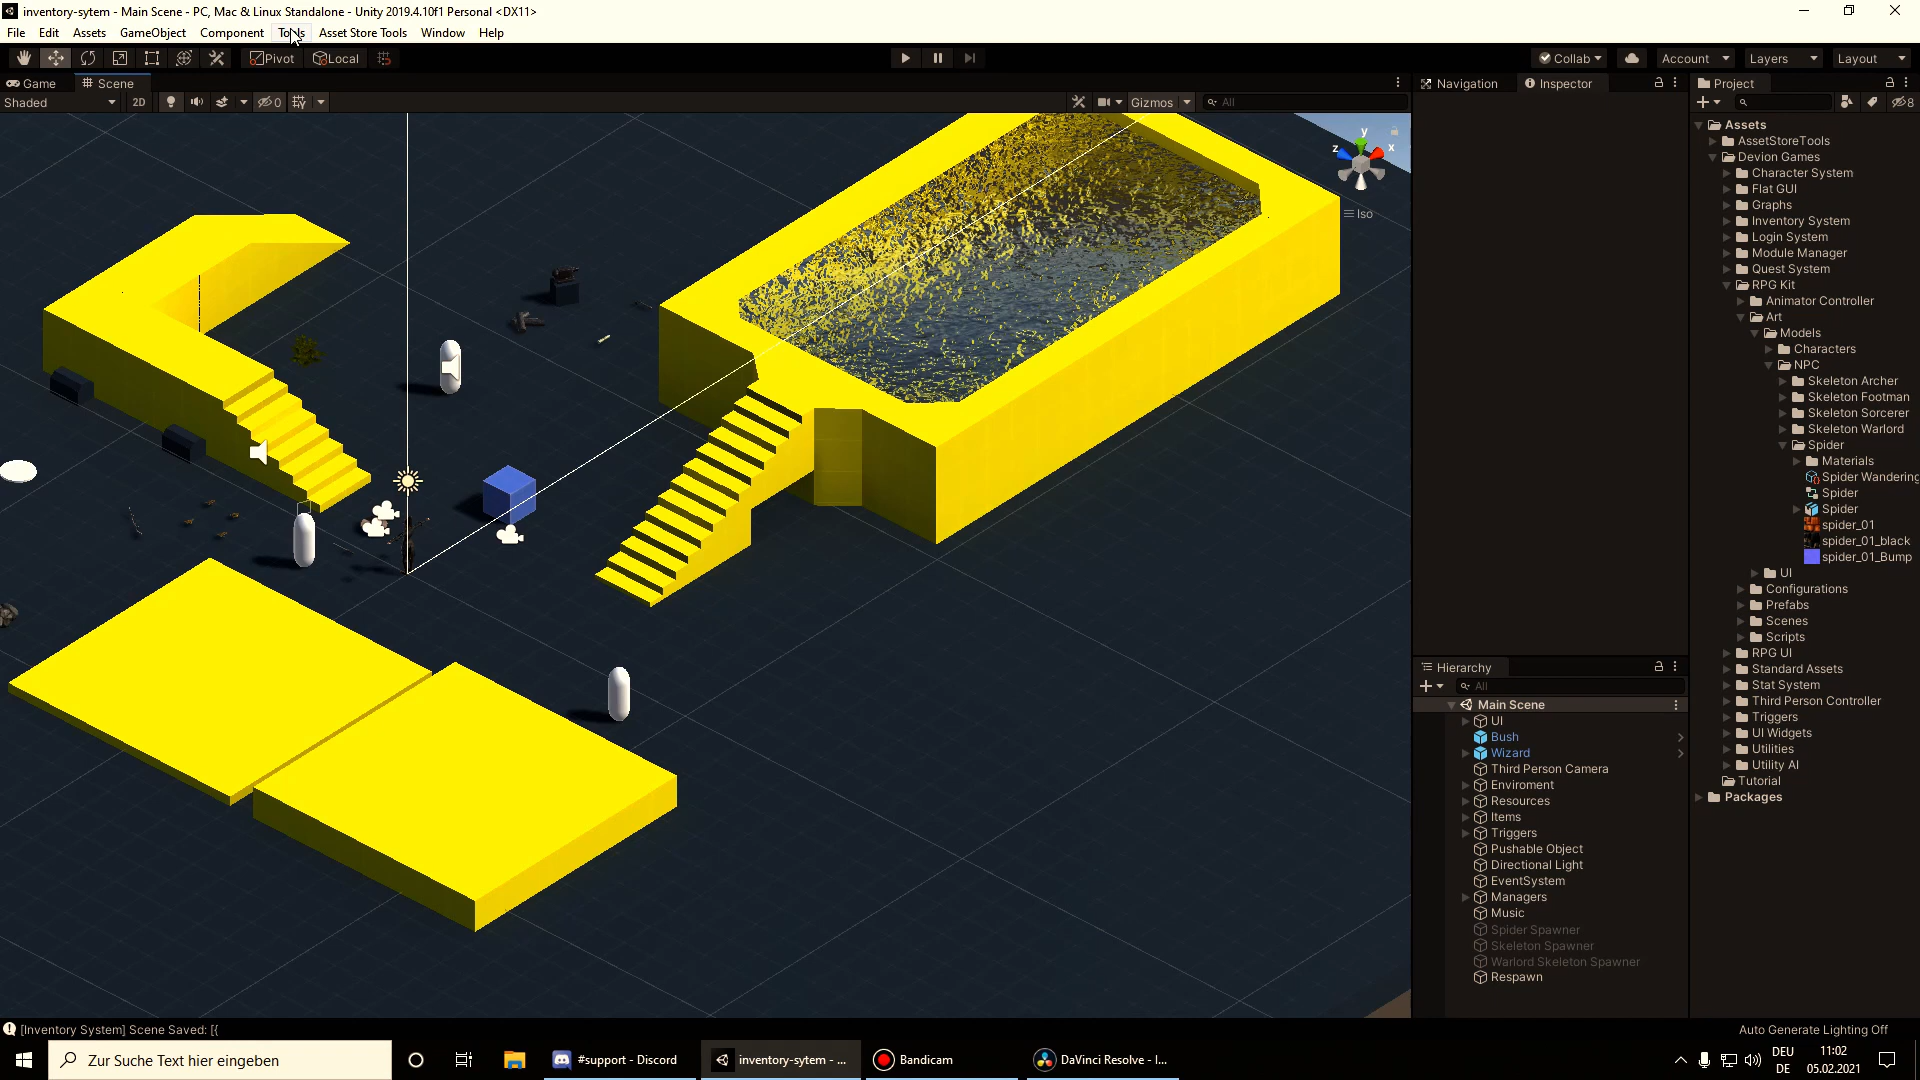 inventory-sytem - Main Scene - PC, Mac & Linux Standalone - Unity 2019.4.10f1 Personal <DX11>
File Edit Assets GameObject Component Tools Asset Store Tools Window Help
Pivot Local Collab Account Layers Layout
Game Scene Navigation Inspector Project
Shaded 2D 0 Gizmos All 8
y
z x
Iso
Assets
AssetStoreTools
Devion Games
Character System
Flat GUI
Graphs
Inventory System
Login System
Module Manager
Quest System
RPG Kit
Animator Controller
Art
Models
Characters
NPC
Skeleton Archer
Skeleton Footman
Skeleton Sorcerer
Skeleton Warlord
Spider
Materials
Spider Wandering
Spider
Spider
spider_01
spider_01_black
spider_01_Bump
UI
Configurations
Prefabs
Scenes
Scripts
RPG UI
Standard Assets
Stat System
Third Person Controller
Triggers
UI Widgets
Utilities
Utility AI
Tutorial
Packages
Hierarchy
All
Main Scene
UI
Bush
Wizard
Third Person Camera
Enviroment
Resources
Items
Triggers
Pushable Object
Directional Light
EventSystem
Managers
Music
Spider Spawner
Skeleton Spawner
Warlord Skeleton Spawner
Respawn
[Inventory System] Scene Saved: [{
Auto Generate Lighting Off
Zur Suche Text hier eingeben
#support - Discord
inventory-sytem - ...
Bandicam
DaVinci Resolve - I...
DEU
DE
11:02
05.02.2021